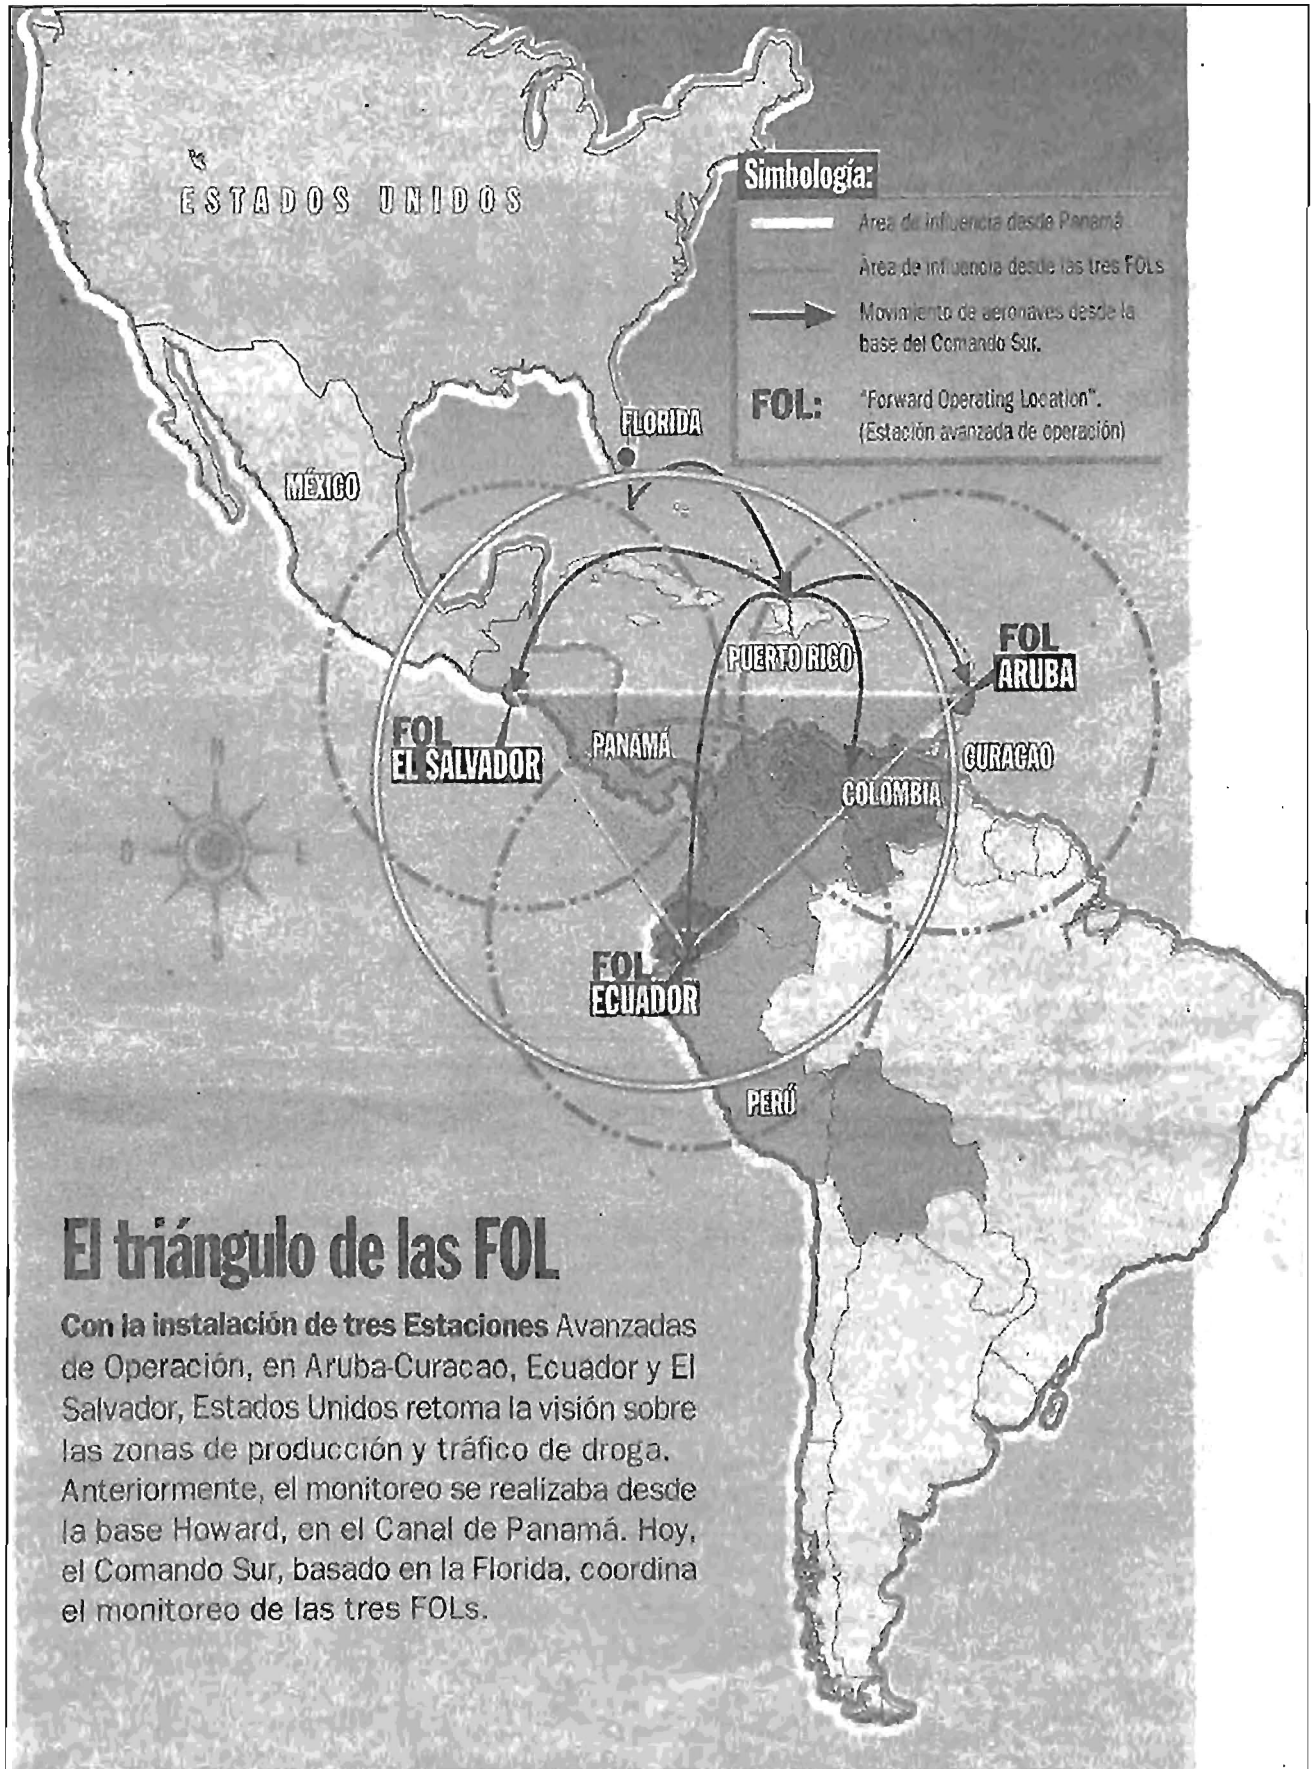 ESTADOS UNIDOS
Simbología:
Area de influencia desde Panamá
Área de influencia desde las tres FOLs
Movimiento de aeronaves desde la
base del Comando Sur.
FOL:
"Forward Operating Location".
(Estación avanzada de operación)
FLORIDA
MÉXICO
PUERTO RICO
FOL
ARUBA
FOL
EL SALVADOR
PANAMÁ
CURACAO
COLOMBIA
N
O
E
FOL
ECUADOR
PERÚ
El triángulo de las FOL
Con la instalación de tres Estaciones Avanzadas
de Operación, en Aruba-Curacao, Ecuador y El
Salvador, Estados Unidos retoma la visión sobre
las zonas de producción y tráfico de droga.
Anteriormente, el monitoreo se realizaba desde
la base Howard, en el Canal de Panamá. Hoy,
el Comando Sur, basado en la Florida, coordina
el monitoreo de las tres FOLs.